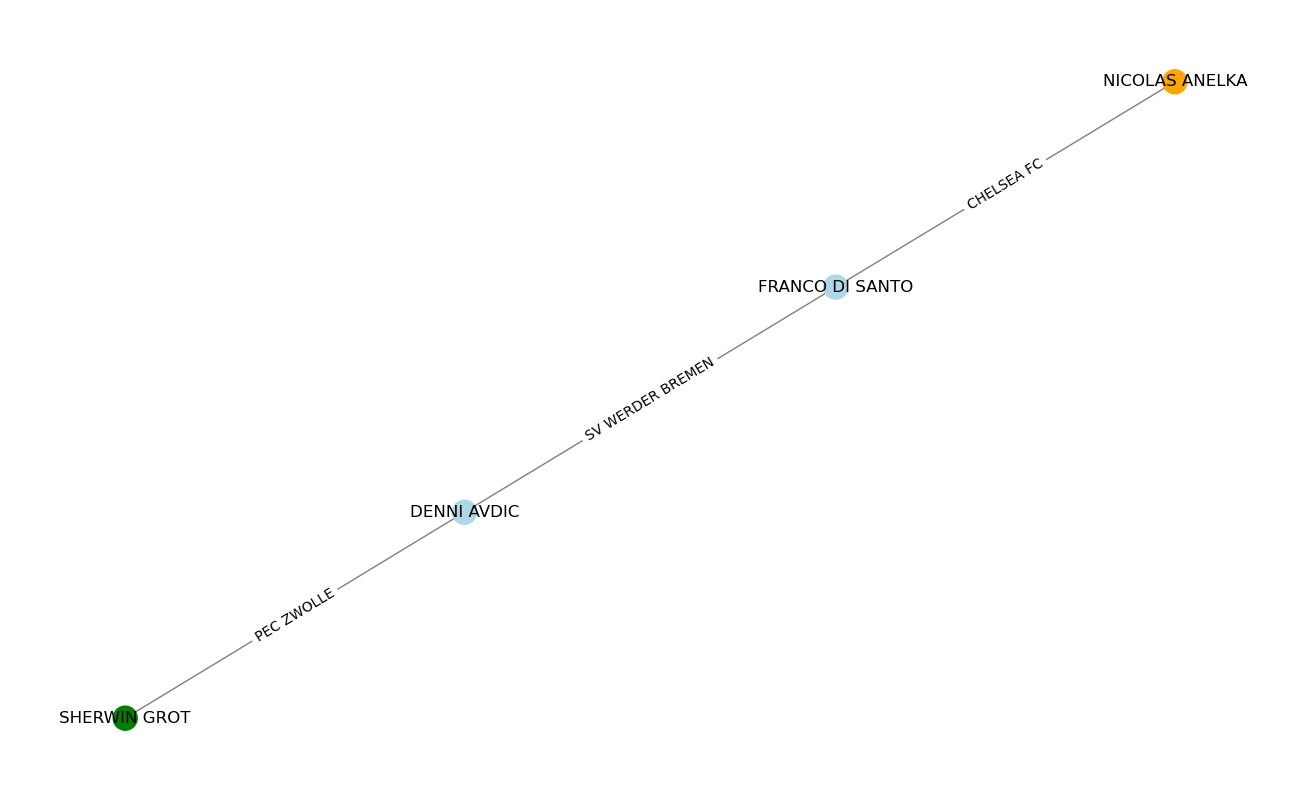 NICOLAS ANELKA
CHELSEA FC
FRANCO DI SANTO
SV WERDER BREMEN
DENNI AVDIC
PEC ZWOLLE
SHERWIN GROT